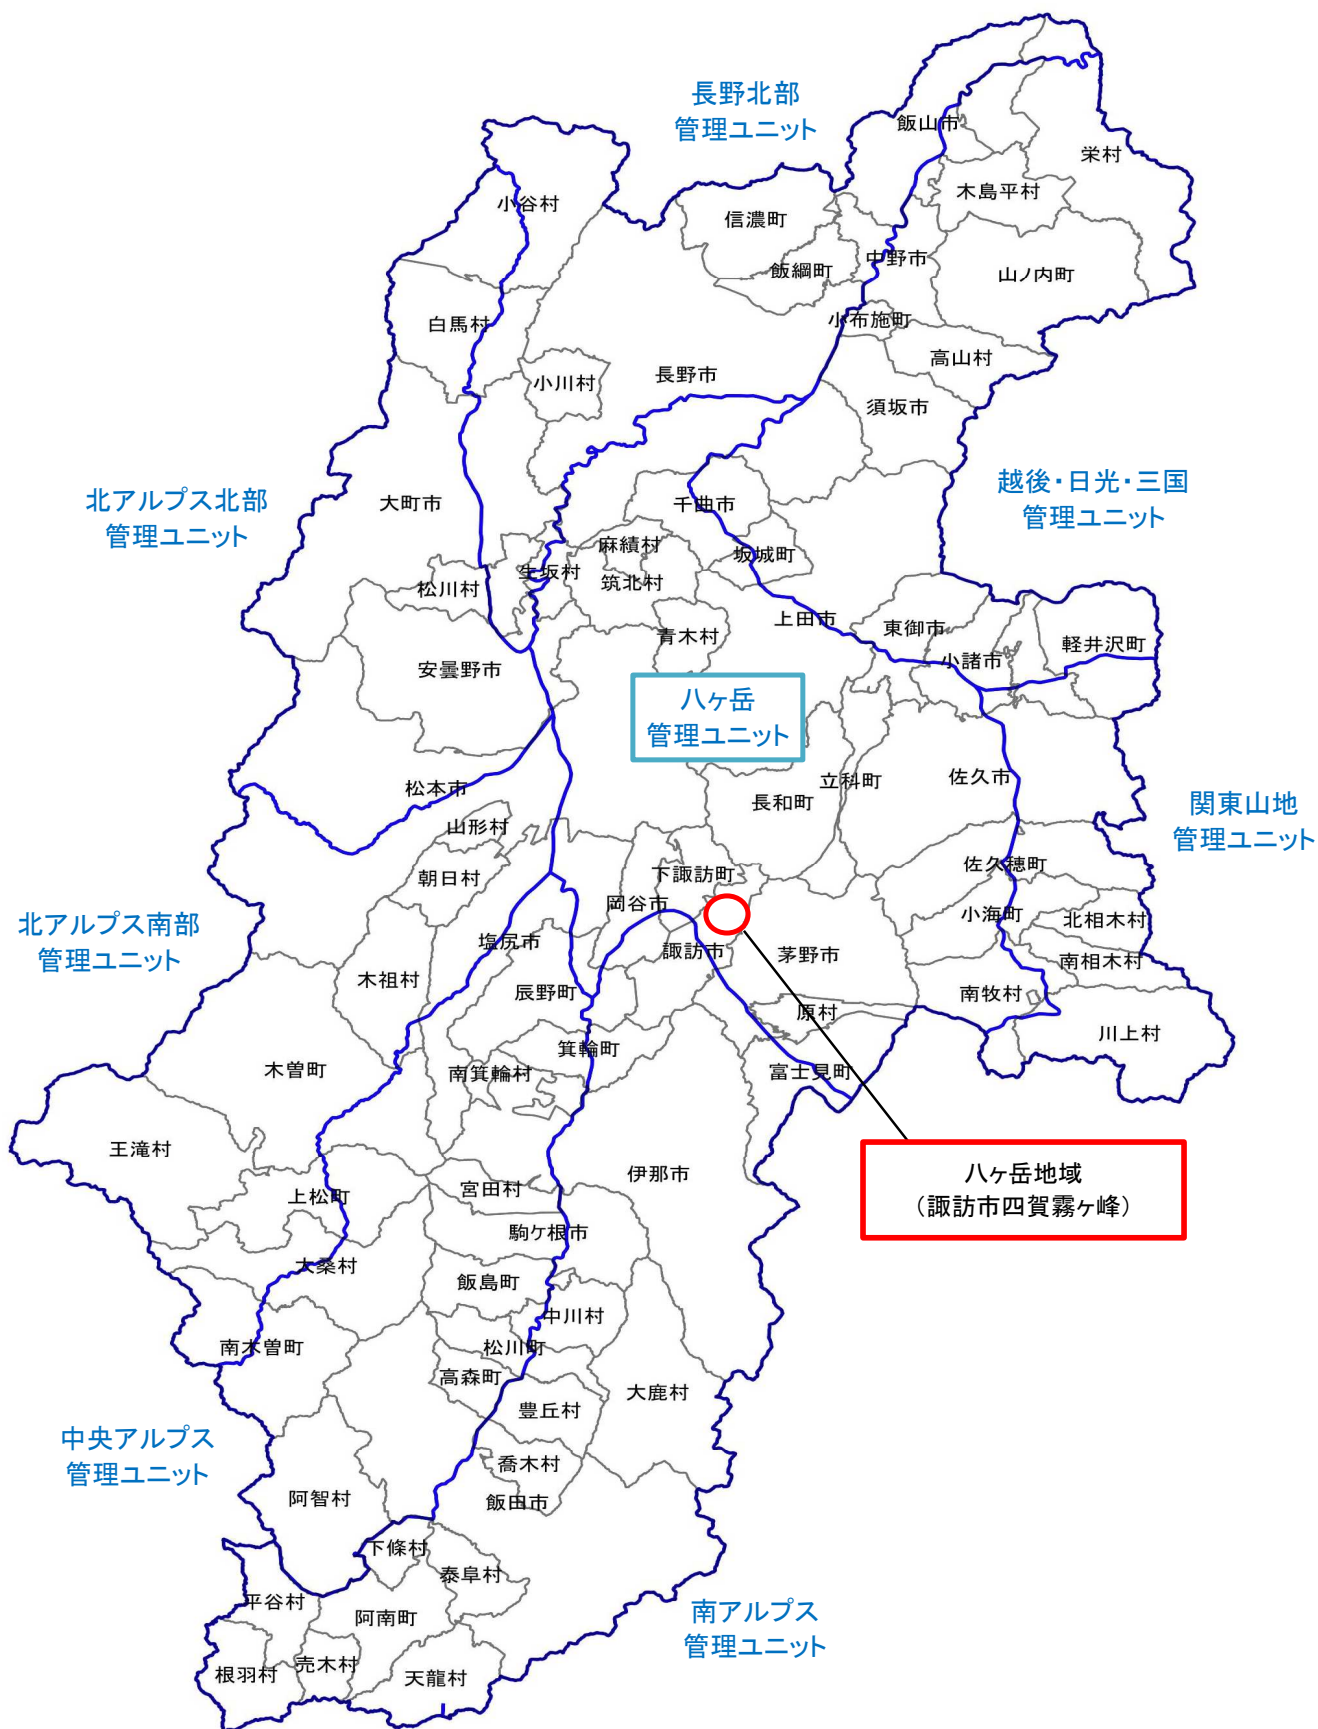 長野北部
管理ユニット
飯山市
栄村
木島平村
小谷村
信濃町
飯綱町
中野市
山ノ内町
白馬村
小布施町
高山村
小川村
長野市
須坂市
北アルプス北部
管理ユニット
大町市
千曲市
越後・日光・三国
管理ユニット
麻績村
坂城町
生坂村
松川村
筑北村
上田市
青木村
東御市
軽井沢町
小諸市
安曇野市
八ヶ岳
管理ユニット
松本市
長和町
立科町
佐久市
関東山地
管理ユニット
山形村
朝日村
下諏訪町
佐久穂町
岡谷市
小海町
北相木村
北アルプス南部
管理ユニット
塩尻市
諏訪市
茅野市
南相木村
木祖村
辰野町
南牧村
原村
川上村
箕輪町
木曽町
南箕輪村
富士見町
王滝村
伊那市
八ヶ岳地域
（諏訪市四賀霧ヶ峰）
上松町
宮田村
駒ケ根市
大桑村
飯島町
中川村
南木曽町
松川町
高森町
大鹿村
豊丘村
中央アルプス
管理ユニット
喬木村
阿智村
飯田市
下條村
泰阜村
平谷村
阿南町
南アルプス
管理ユニット
根羽村
売木村
天龍村